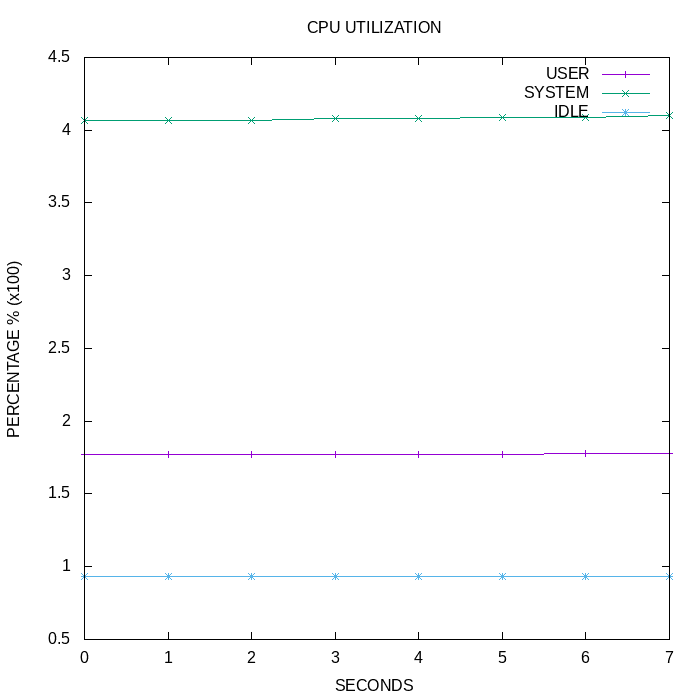 CPU UTILIZATION
4.5
4
3.5
3
2.5
2
1.5
1
0.5
PERCENTAGE % (x100)
USER
SYSTEM
IDLE
0 1 2 3 4 5 6 7
SECONDS